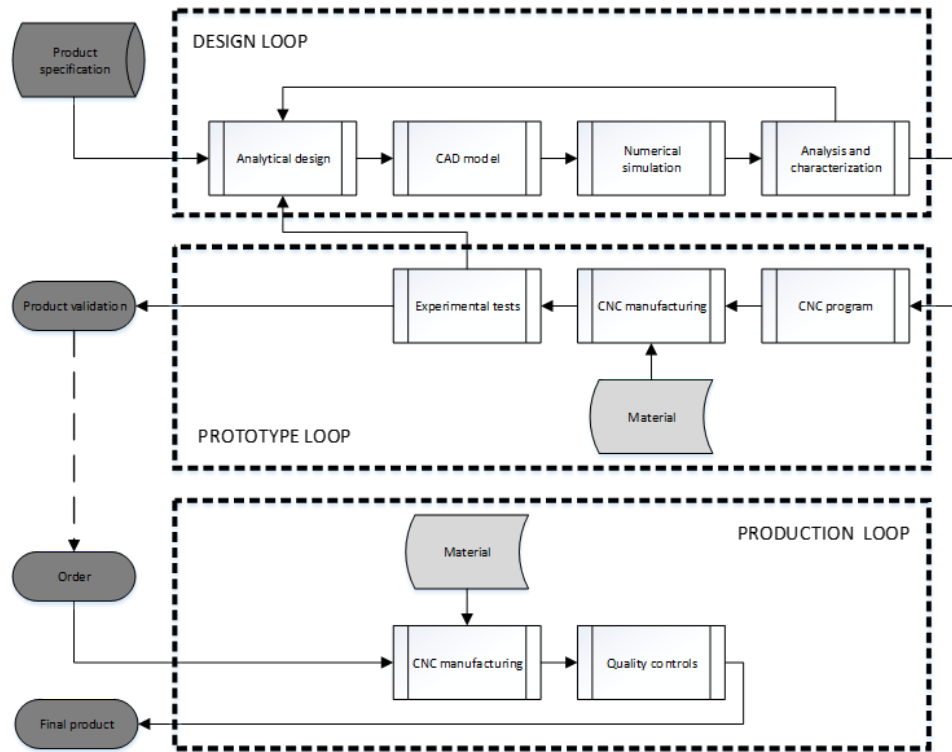 DESIGN LOOP
Product
specification
Analytical design
CAD model
Numerical
simulation
Analysis and
characterization
Product validation
Experimental tests
CNC manufacturing
CNC program
Material
PROTOTYPE LOOP
PRODUCTION LOOP
Material
Order
CNC manufacturing
Quality controls
Final product